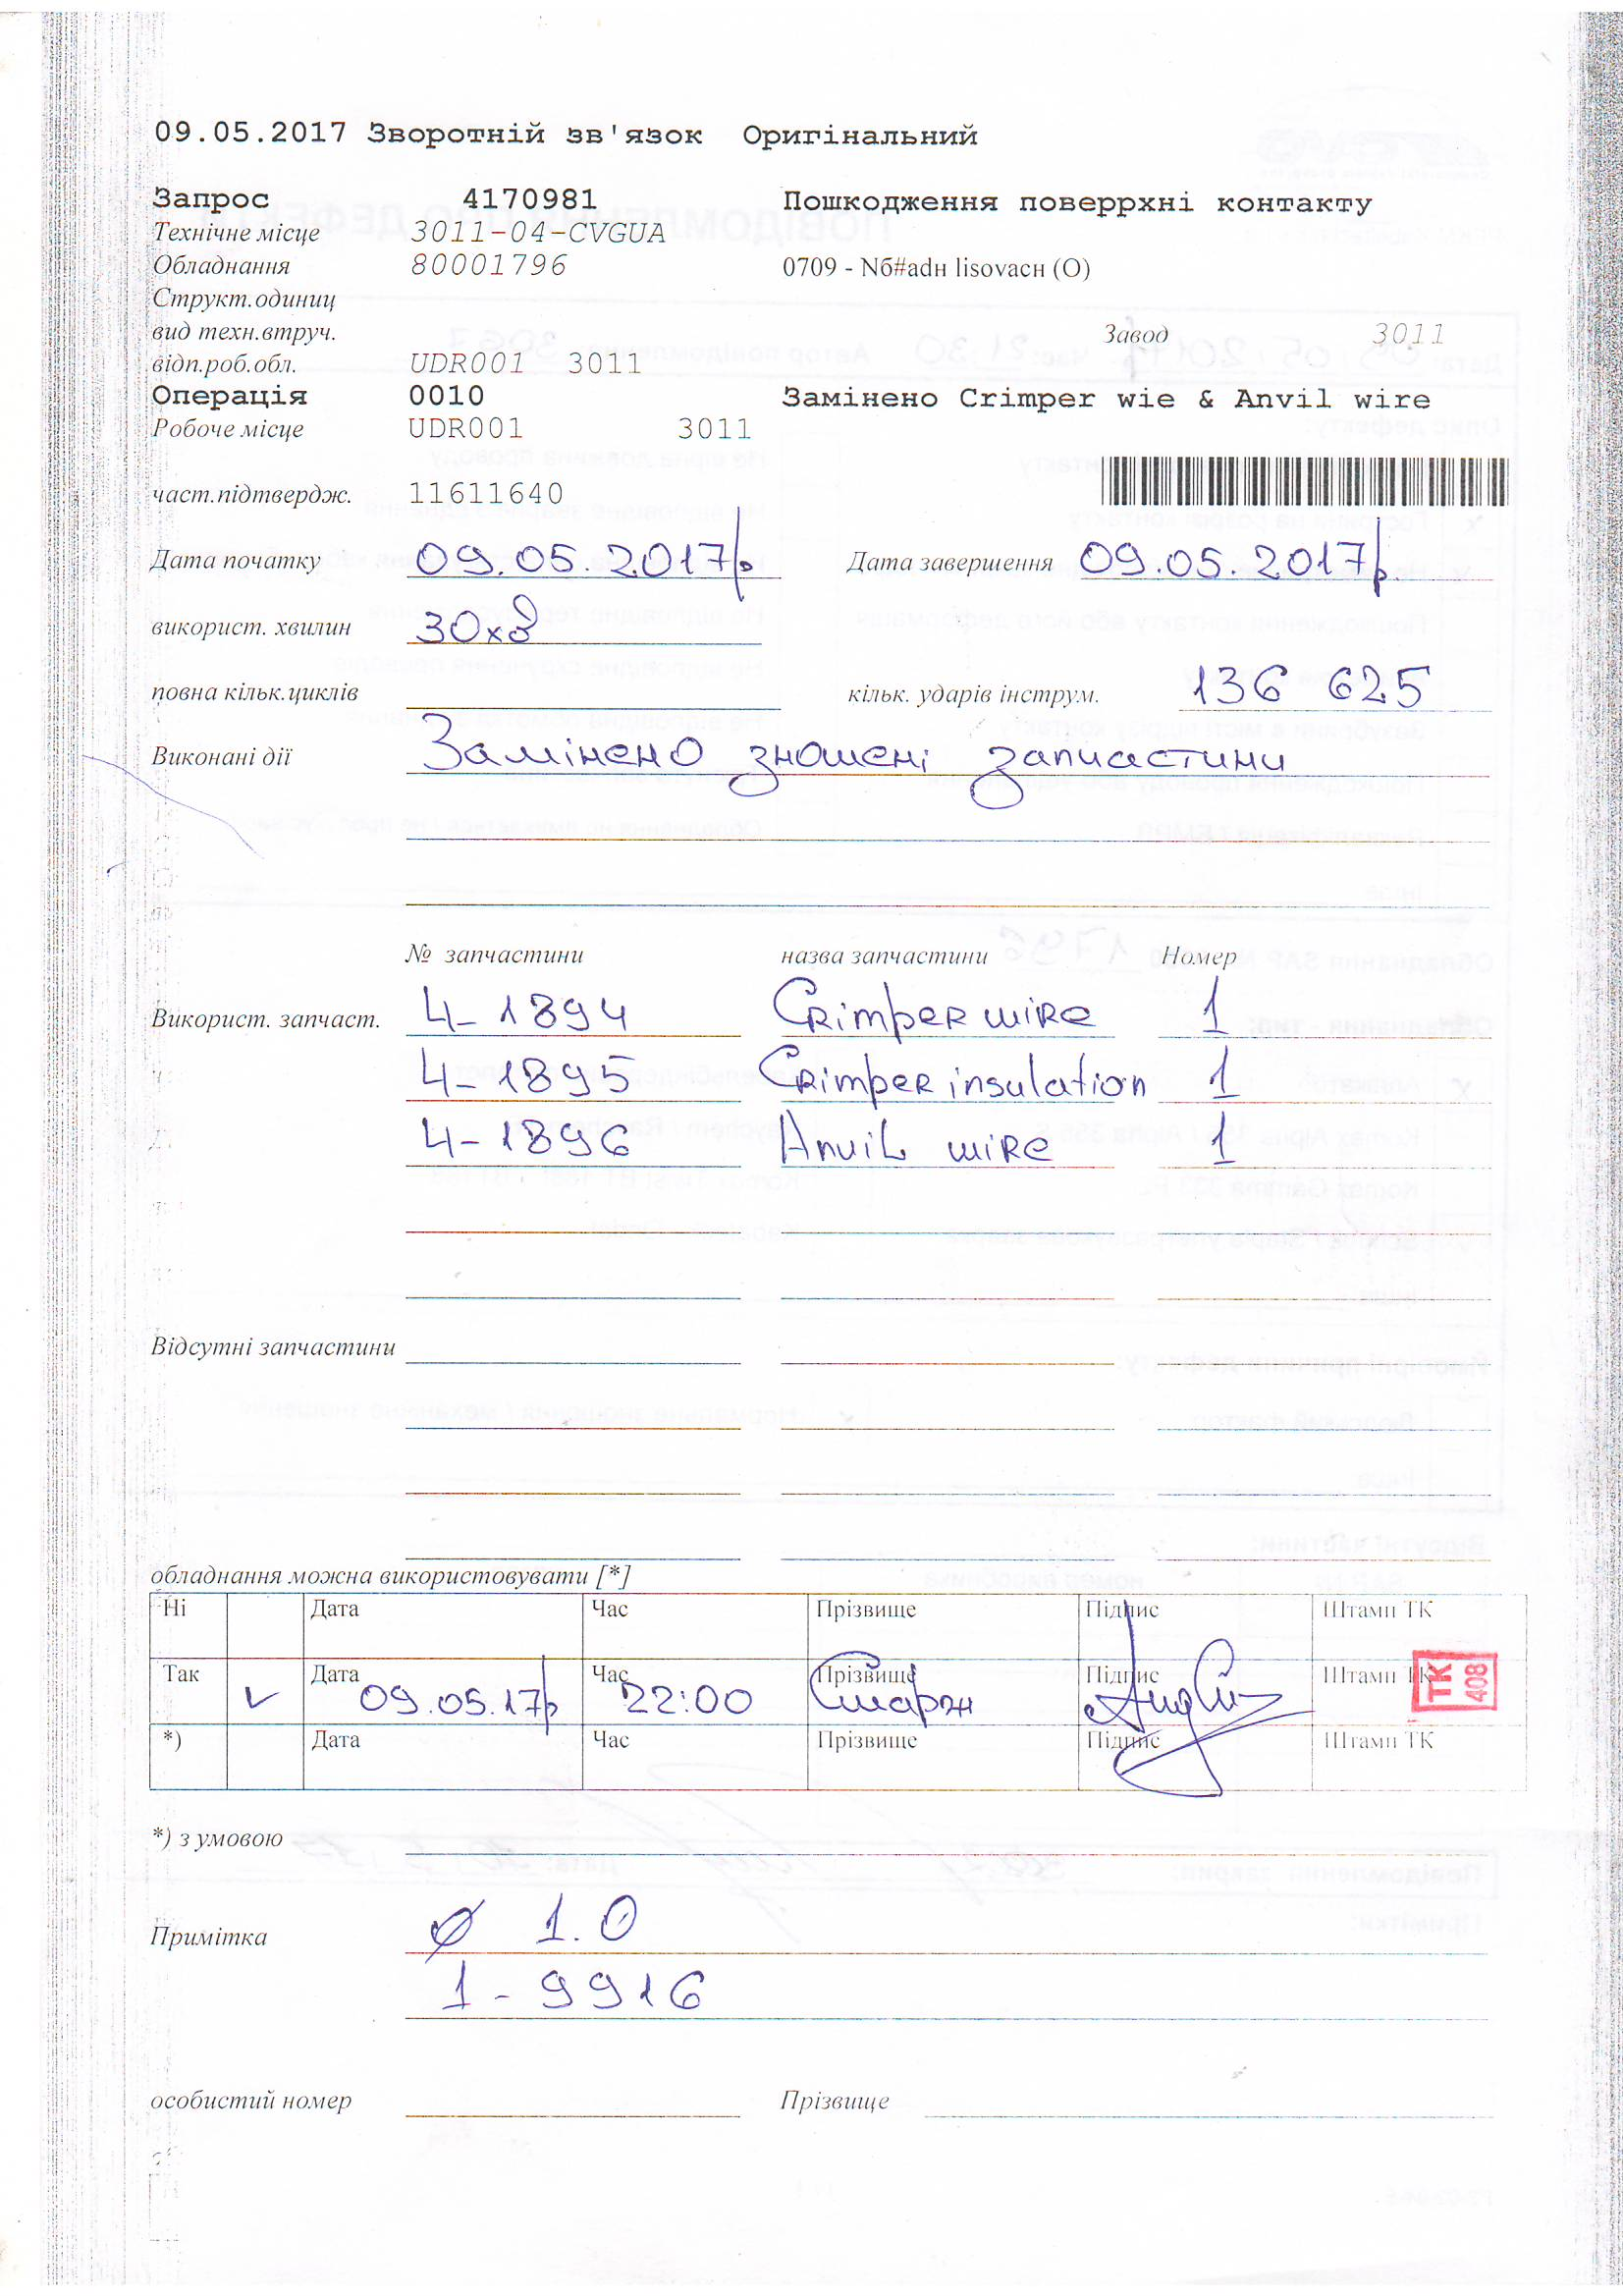 09.05.2017 Зворотній зв'язок Оригінальний
Запрос 4170981 Пошкодження поверрхні контакту
Технічне місце 3011-04-CVGUA
Обладнання 80001796 0709 - Nб#adн lisovaсн (O)
Структ.одиниц
вид техн.втруч. Завод 3011
відп.роб.обл. UDR001 3011
Операція 0010 Замінено Crimper wie & Anvil wire
Робоче місце UDR001 3011
част.підтвердж. 11611640
Дата початку 09.05.2017р. Дата завершення 09.05.2017р.
використ. хвилин 30хв
повна кільк.циклів кільк. ударів інструм. 136 625
Виконані дії Замінено зношені запчастини
№ запчастини назва запчастини Номер
Використ. запчаст. 4-1894 Crimper wire 1
4-1895 Crimper insulation 1
4-1896 Anvil wire 1
Відсутні запчастини
обладнання можна використовувати [*]
Ні Дата Час Прізвище Підпис Штамп ТК
Так Дата Час Прізвище Підпис Штамп ТК
✓ 09.05.17р 22:00 ТК 408
*) Дата Час Прізвище Підпис Штамп ТК
*) з умовою
Примітка ø 1.0
1-9916
особистий номер Прізвище